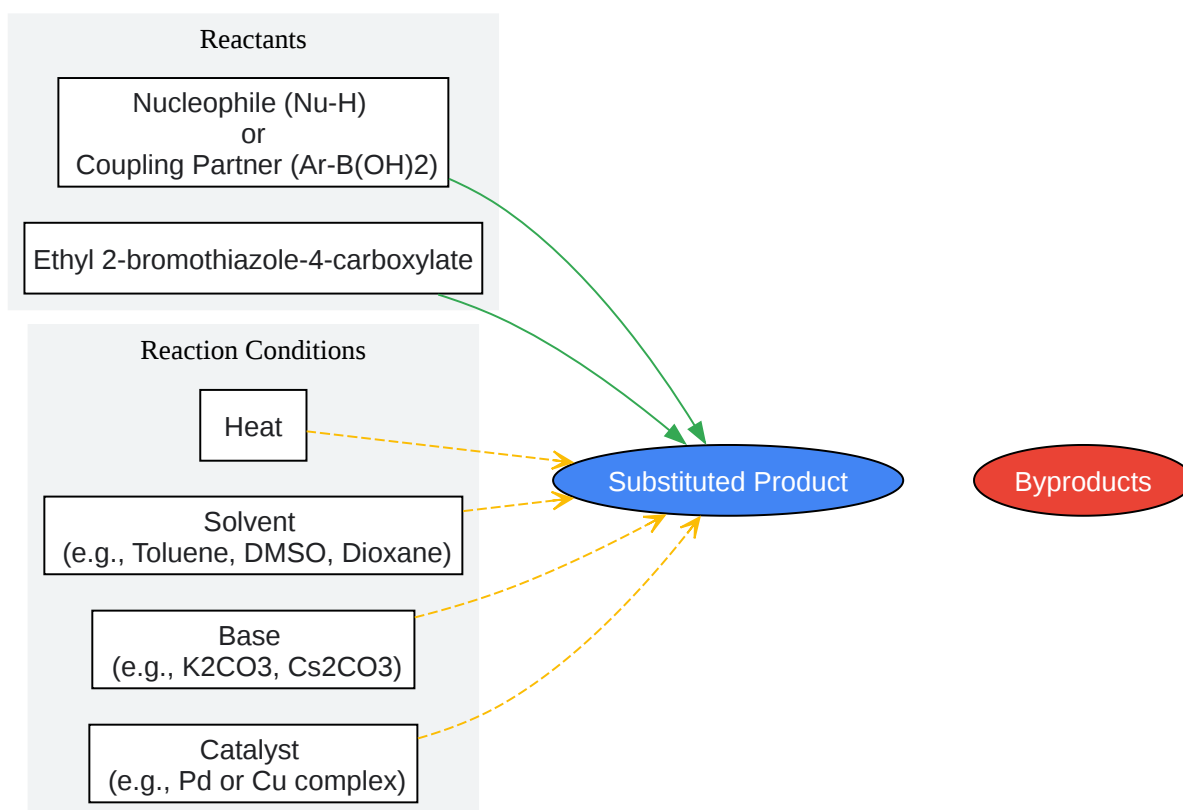 Reactants
Nucleophile (Nu-H)
or
Coupling Partner (Ar-B(OH)2)
Ethyl 2-bromothiazole-4-carboxylate
Reaction Conditions
Heat
Solvent
(e.g., Toluene, DMSO, Dioxane)
Base
(e.g., K2CO3, Cs2CO3)
Catalyst
(e.g., Pd or Cu complex)
Substituted Product
Byproducts